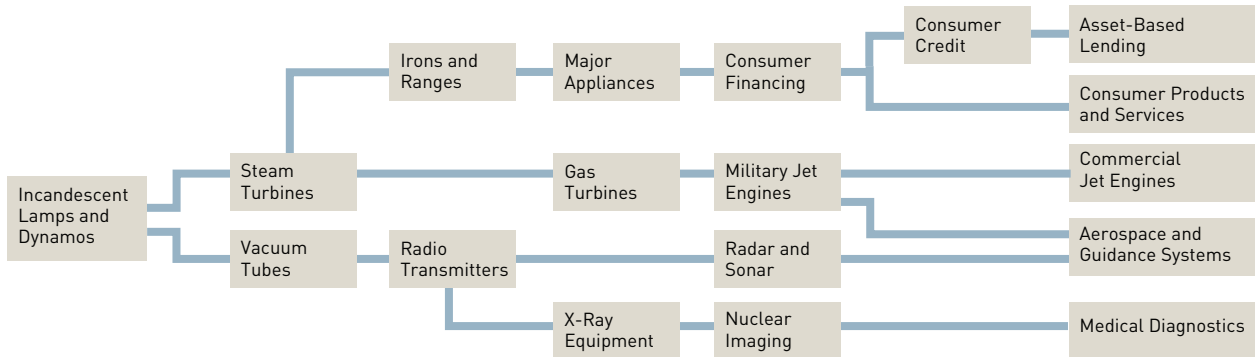 Consumer
Credit
Asset-Based
Lending
Irons and
Ranges
Major
Appliances
Consumer
Financing
Consumer Products
and Services
Steam
Turbines
Gas
Turbines
Military Jet
Engines
Commercial
Jet Engines
Incandescent
Lamps and
Dynamos
Vacuum
Tubes
Radio
Transmitters
Radar and
Sonar
Aerospace and
Guidance Systems
X-Ray
Equipment
Nuclear
Imaging
Medical Diagnostics